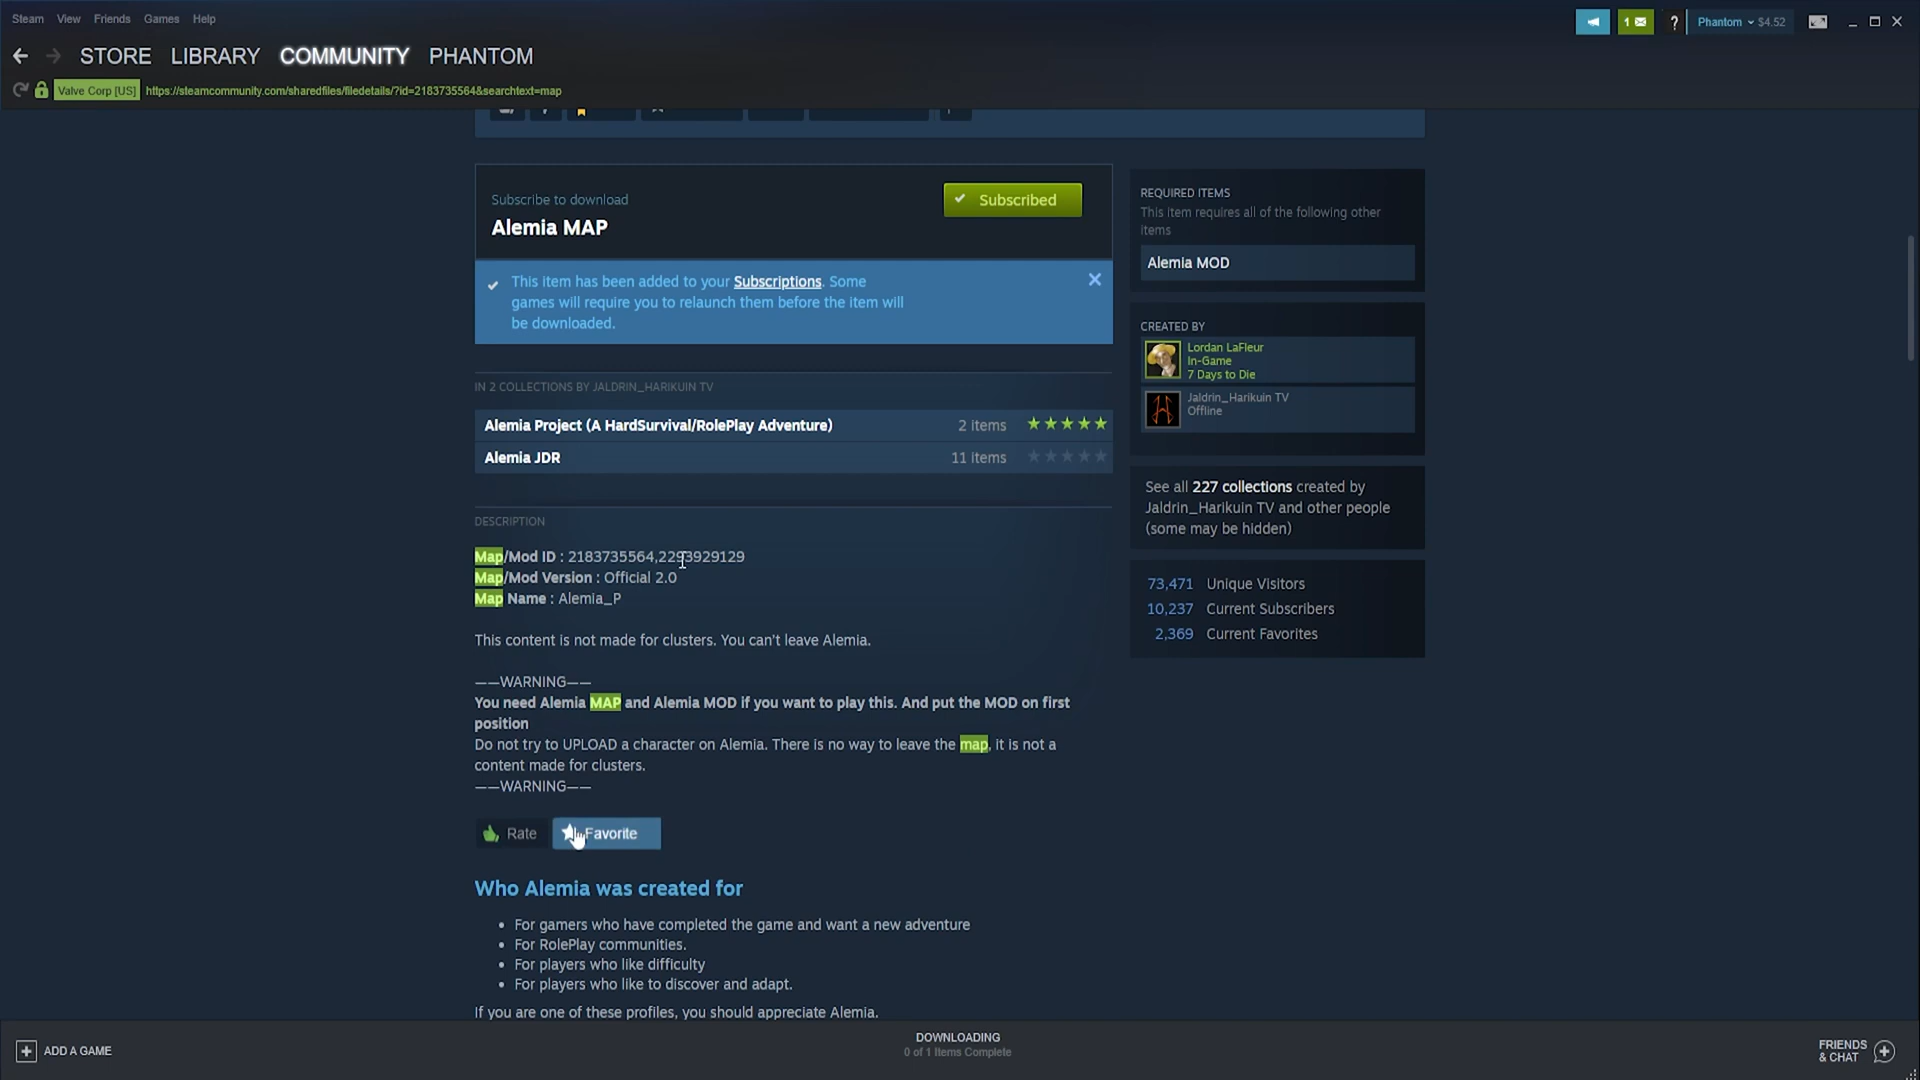 Steam View Friends Games Help
1 ? Phantom $4.52
STORE LIBRARY COMMUNITY PHANTOM
Valve Corp [US] https://steamcommunity.com/sharedfiles/filedetails/?id=2183735564&searchtext=map
Subscribe to download
Alemia MAP
Subscribed
This item has been added to your Subscriptions. Some
games will require you to relaunch them before the item will
be downloaded.
IN 2 COLLECTIONS BY JALDRIN_HARIKUIN TV
Alemia Project (A HardSurvival/RolePlay Adventure) 2 items
Alemia JDR 11 items
DESCRIPTION
Map/Mod ID : 2183735564,2293929129
Map/Mod Version : Official 2.0
Map Name : Alemia_P
This content is not made for clusters. You can't leave Alemia.
——WARNING——
You need Alemia MAP and Alemia MOD if you want to play this. And put the MOD on first
position
Do not try to UPLOAD a character on Alemia. There is no way to leave the map, it is not a
content made for clusters.
——WARNING——
Rate Favorite
Who Alemia was created for
• For gamers who have completed the game and want a new adventure
• For RolePlay communities.
• For players who like difficulty
• For players who like to discover and adapt.
If you are one of these profiles, you should appreciate Alemia.
REQUIRED ITEMS
This item requires all of the following other
items
Alemia MOD
CREATED BY
Lordan LaFleur
In-Game
7 Days to Die
Jaldrin_Harikuin TV
Offline
See all 227 collections created by
Jaldrin_Harikuin TV and other people
(some may be hidden)
73,471 Unique Visitors
10,237 Current Subscribers
2,369 Current Favorites
ADD A GAME
DOWNLOADING
0 of 1 Items Complete
FRIENDS
& CHAT